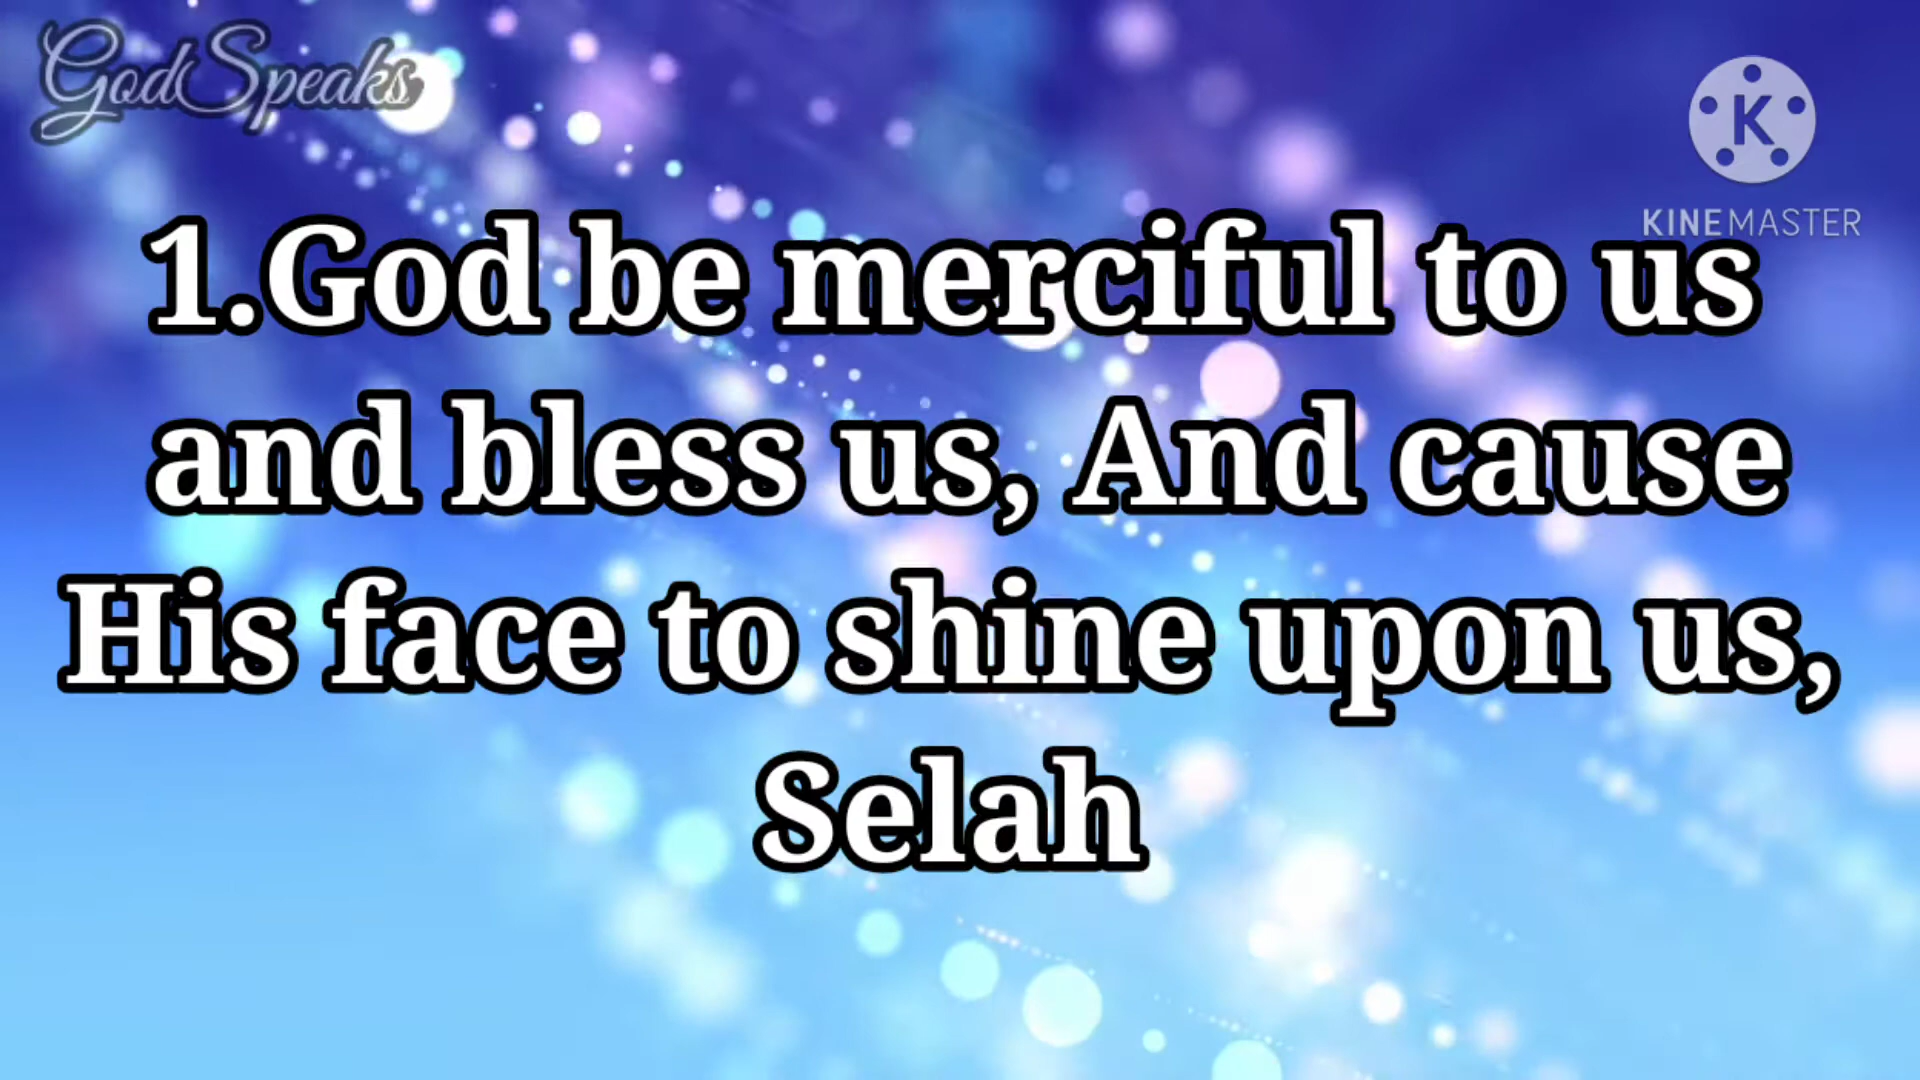 GodSpeaks
K
KINEMASTER
1.God be merciful to us
and bless us, And cause
His face to shine upon us,
Selah